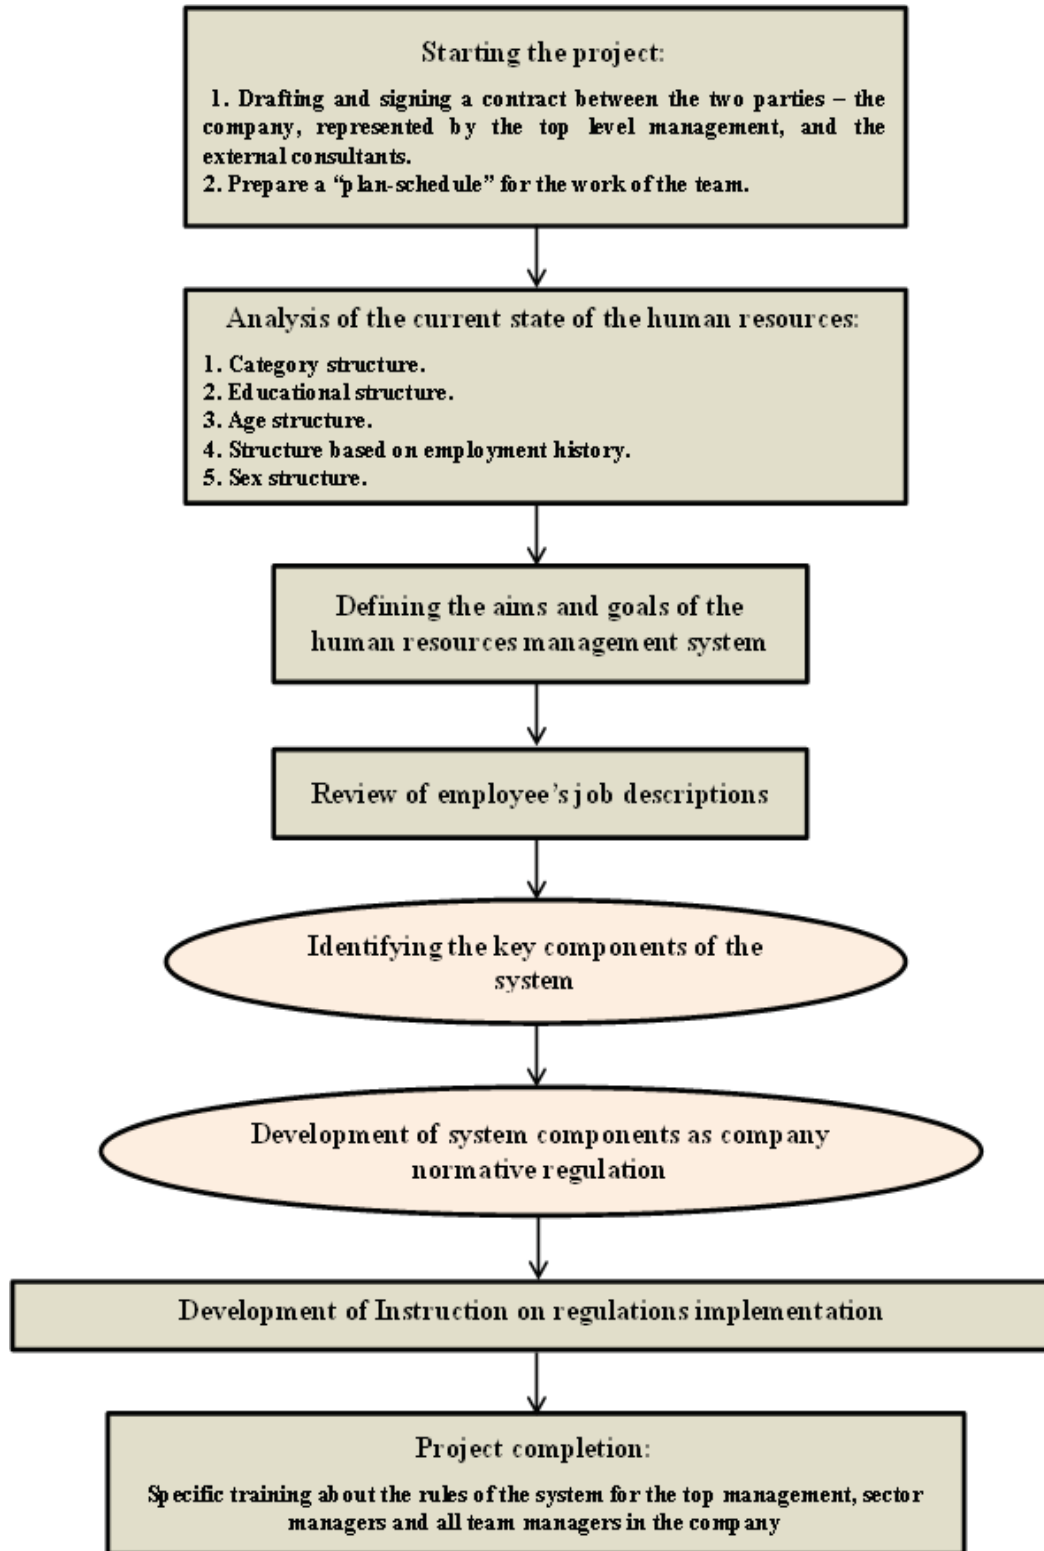 Starting the project:
1. Drafting and signing a contract between the two parties – the
company, represented by the top level management, and the
external consultants.
2. Prepare a “plan-schedule” for the work of the team.
Analysis of the current state of the human resources:
1. Category structure.
2. Educational structure.
3. Age structure.
4. Structure based on employment history.
5. Sex structure.
Defining the aims and goals of the
human resources management system
Review of employee’s job descriptions
Identifying the key components of the
system
Development of system components as company
normative regulation
Development of Instruction on regulations implementation
Project completion:
Specific training about the rules of the system for the top management, sector
managers and all team managers in the company